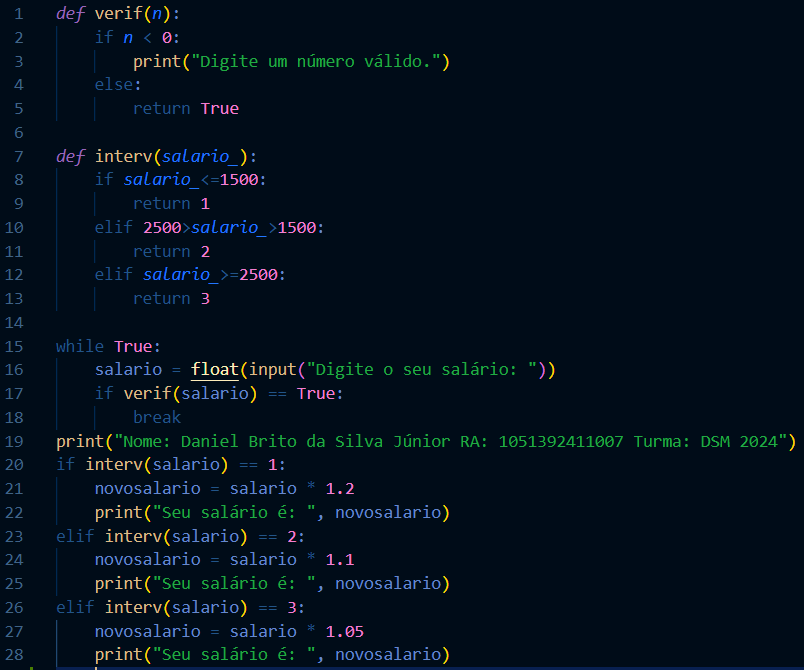 1 def verif(n):
2     if n < 0:
3         print("Digite um número válido.")
4     else:
5         return True
6
7 def interv(salario_):
8     if salario_<=1500:
9         return 1
10     elif 2500>salario_>1500:
11         return 2
12     elif salario_>=2500:
13         return 3
14
15 while True:
16     salario = float(input("Digite o seu salário: "))
17     if verif(salario) == True:
18         break
19 print("Nome: Daniel Brito da Silva Júnior RA: 1051392411007 Turma: DSM 2024")
20 if interv(salario) == 1:
21     novosalario = salario * 1.2
22     print("Seu salário é: ", novosalario)
23 elif interv(salario) == 2:
24     novosalario = salario * 1.1
25     print("Seu salário é: ", novosalario)
26 elif interv(salario) == 3:
27     novosalario = salario * 1.05
28     print("Seu salário é: ", novosalario)